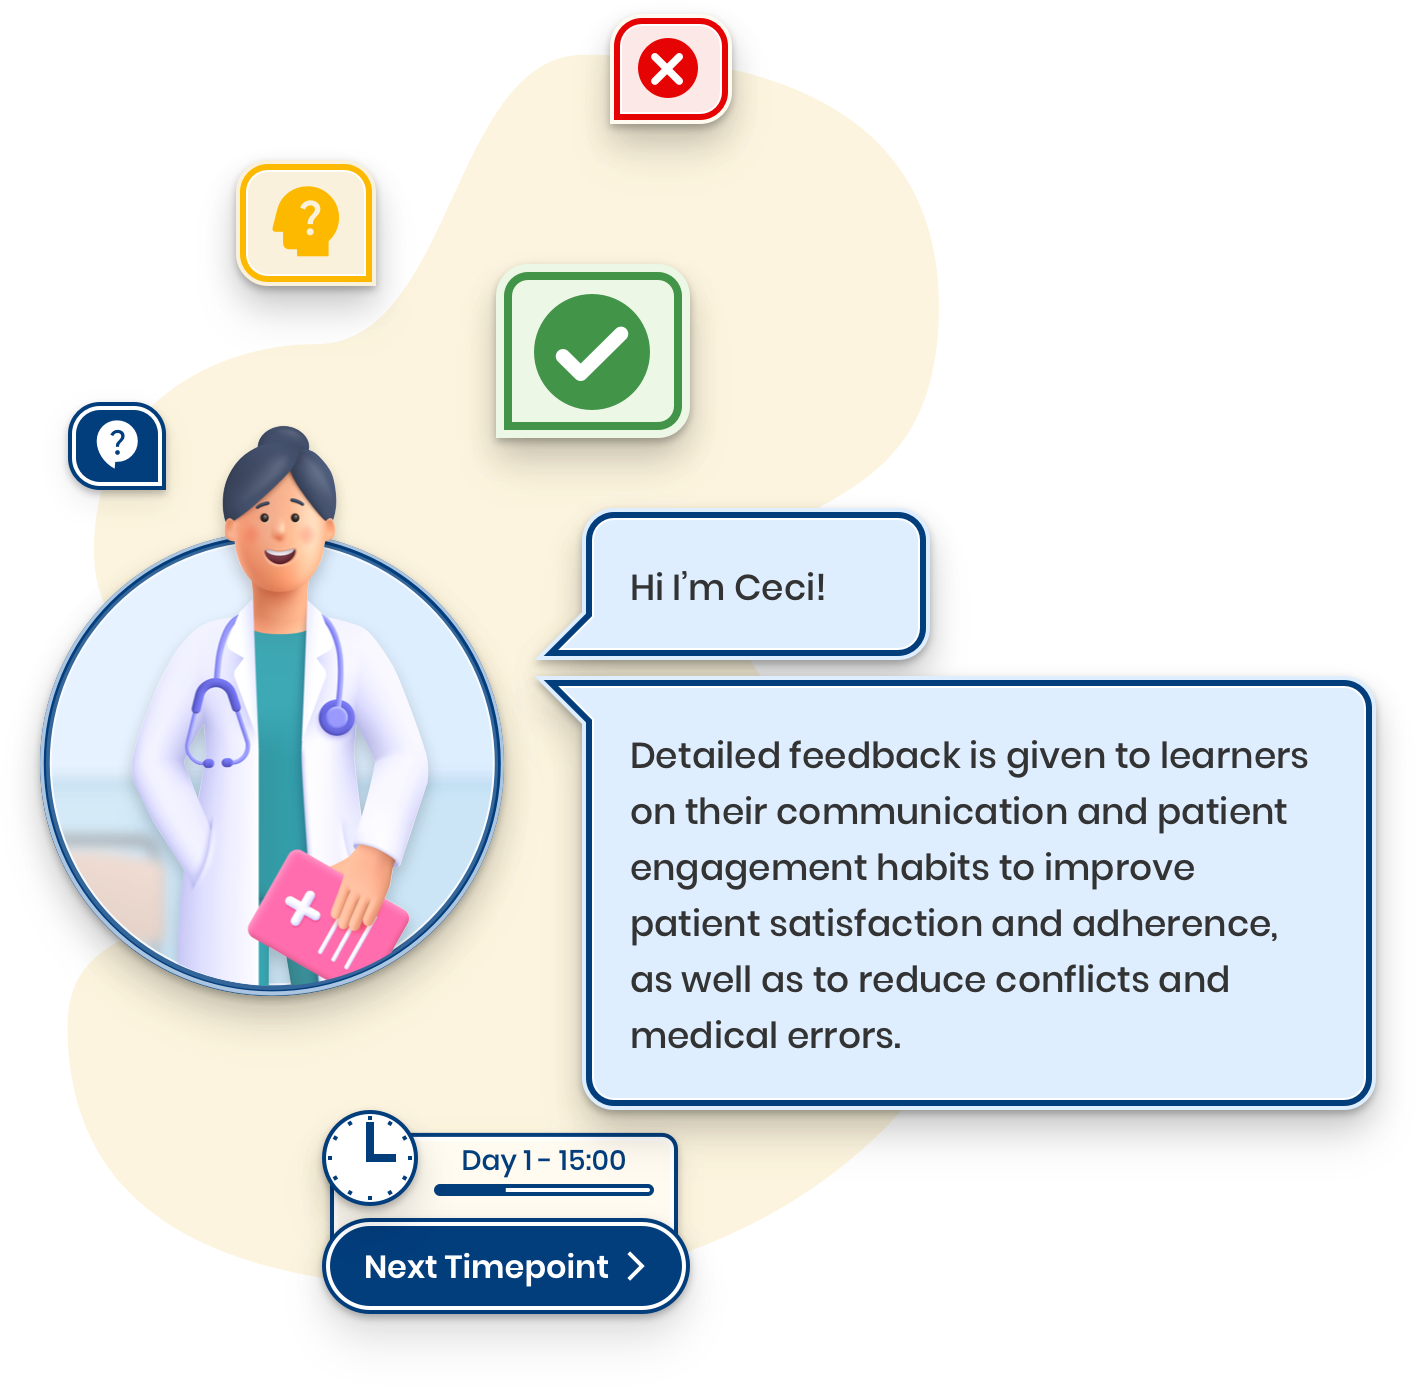 ?
?
Hi I’m Ceci!
Detailed feedback is given to learners
on their communication and patient
engagement habits to improve
patient satisfaction and adherence,
as well as to reduce conflicts and
medical errors.
Day 1 - 15:00
Next Timepoint